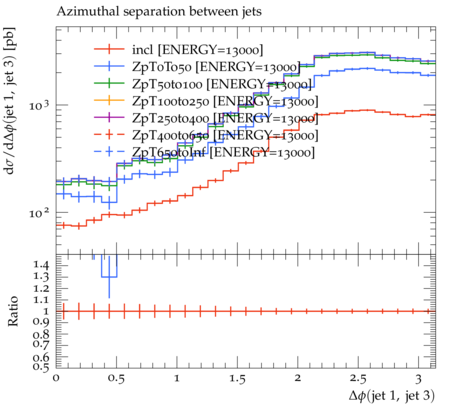 Azimuthal separation between jets
dσ/dΔϕ(jet 1, jet 3) [pb]
incl [ENERGY=13000]
ZpT0To50 [ENERGY=13000]
ZpT50to100 [ENERGY=13000]
ZpT100to250 [ENERGY=13000]
ZpT250to400 [ENERGY=13000]
ZpT400to650 [ENERGY=13000]
ZpT650toInf [ENERGY=13000]
10³
10²
Ratio
1.4
1.3
1.2
1.1
1
0.9
0.8
0.7
0.6
0.5
0 0.5 1 1.5 2 2.5 3
Δϕ(jet 1, jet 3)